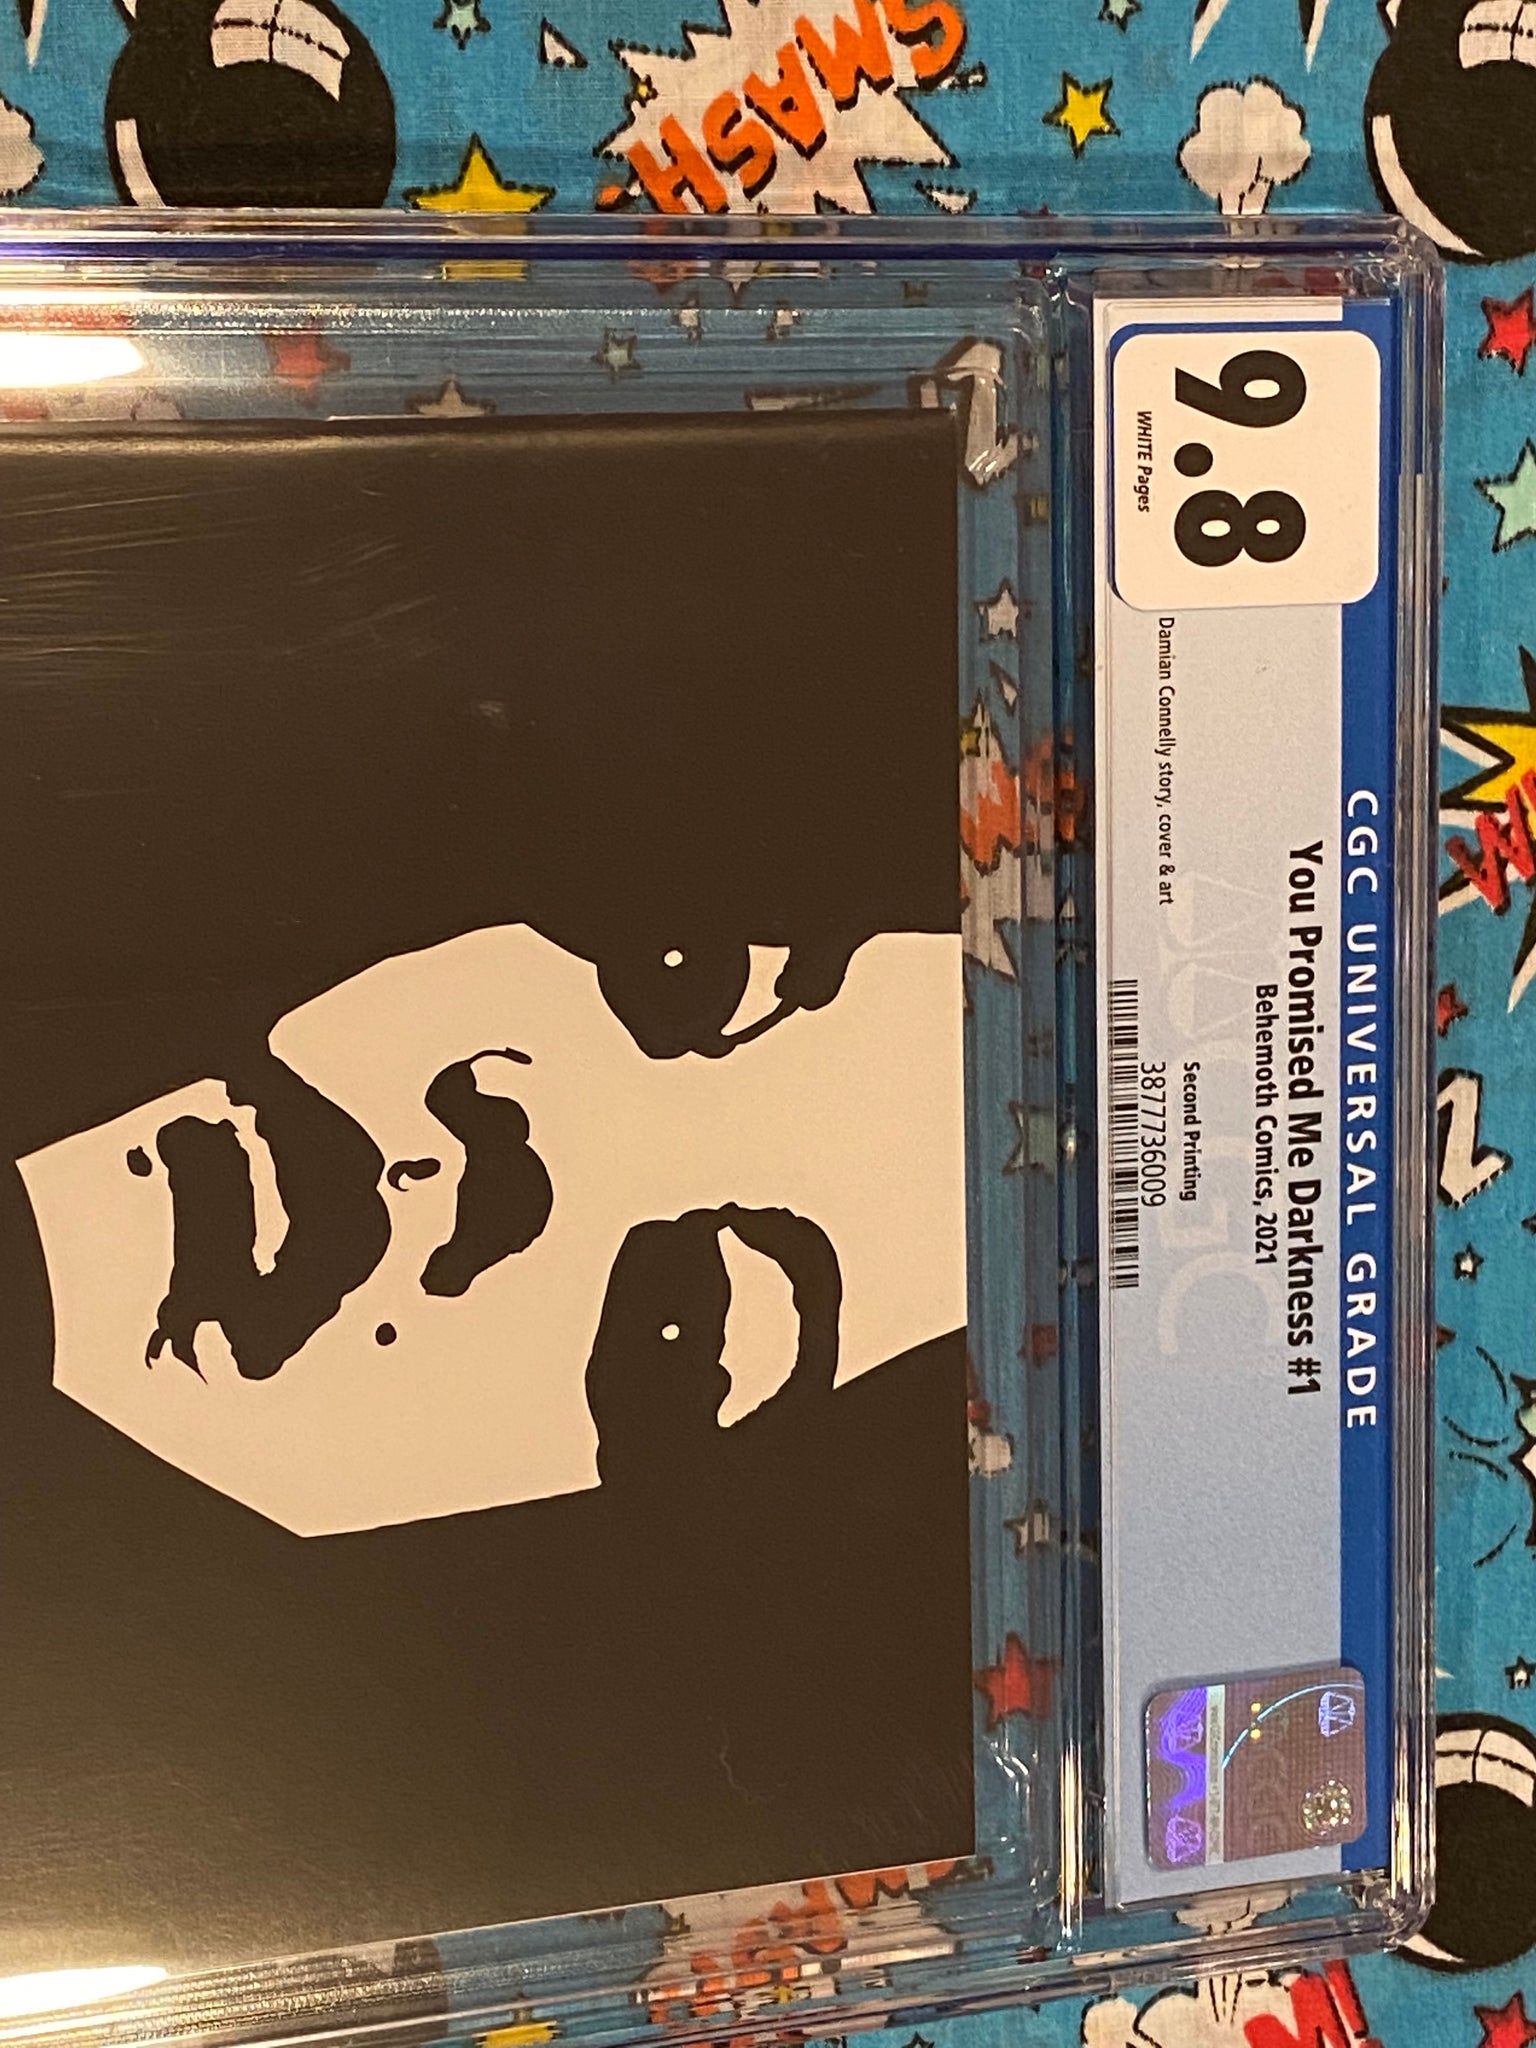 CGC UNIVERSAL GRADE
9.8
WHITE Pages
You Promised Me Darkness #1
Behemoth Comics, 2021
Second Printing
Damian Connelly story, cover & art
3877736009
CGC
SMASH